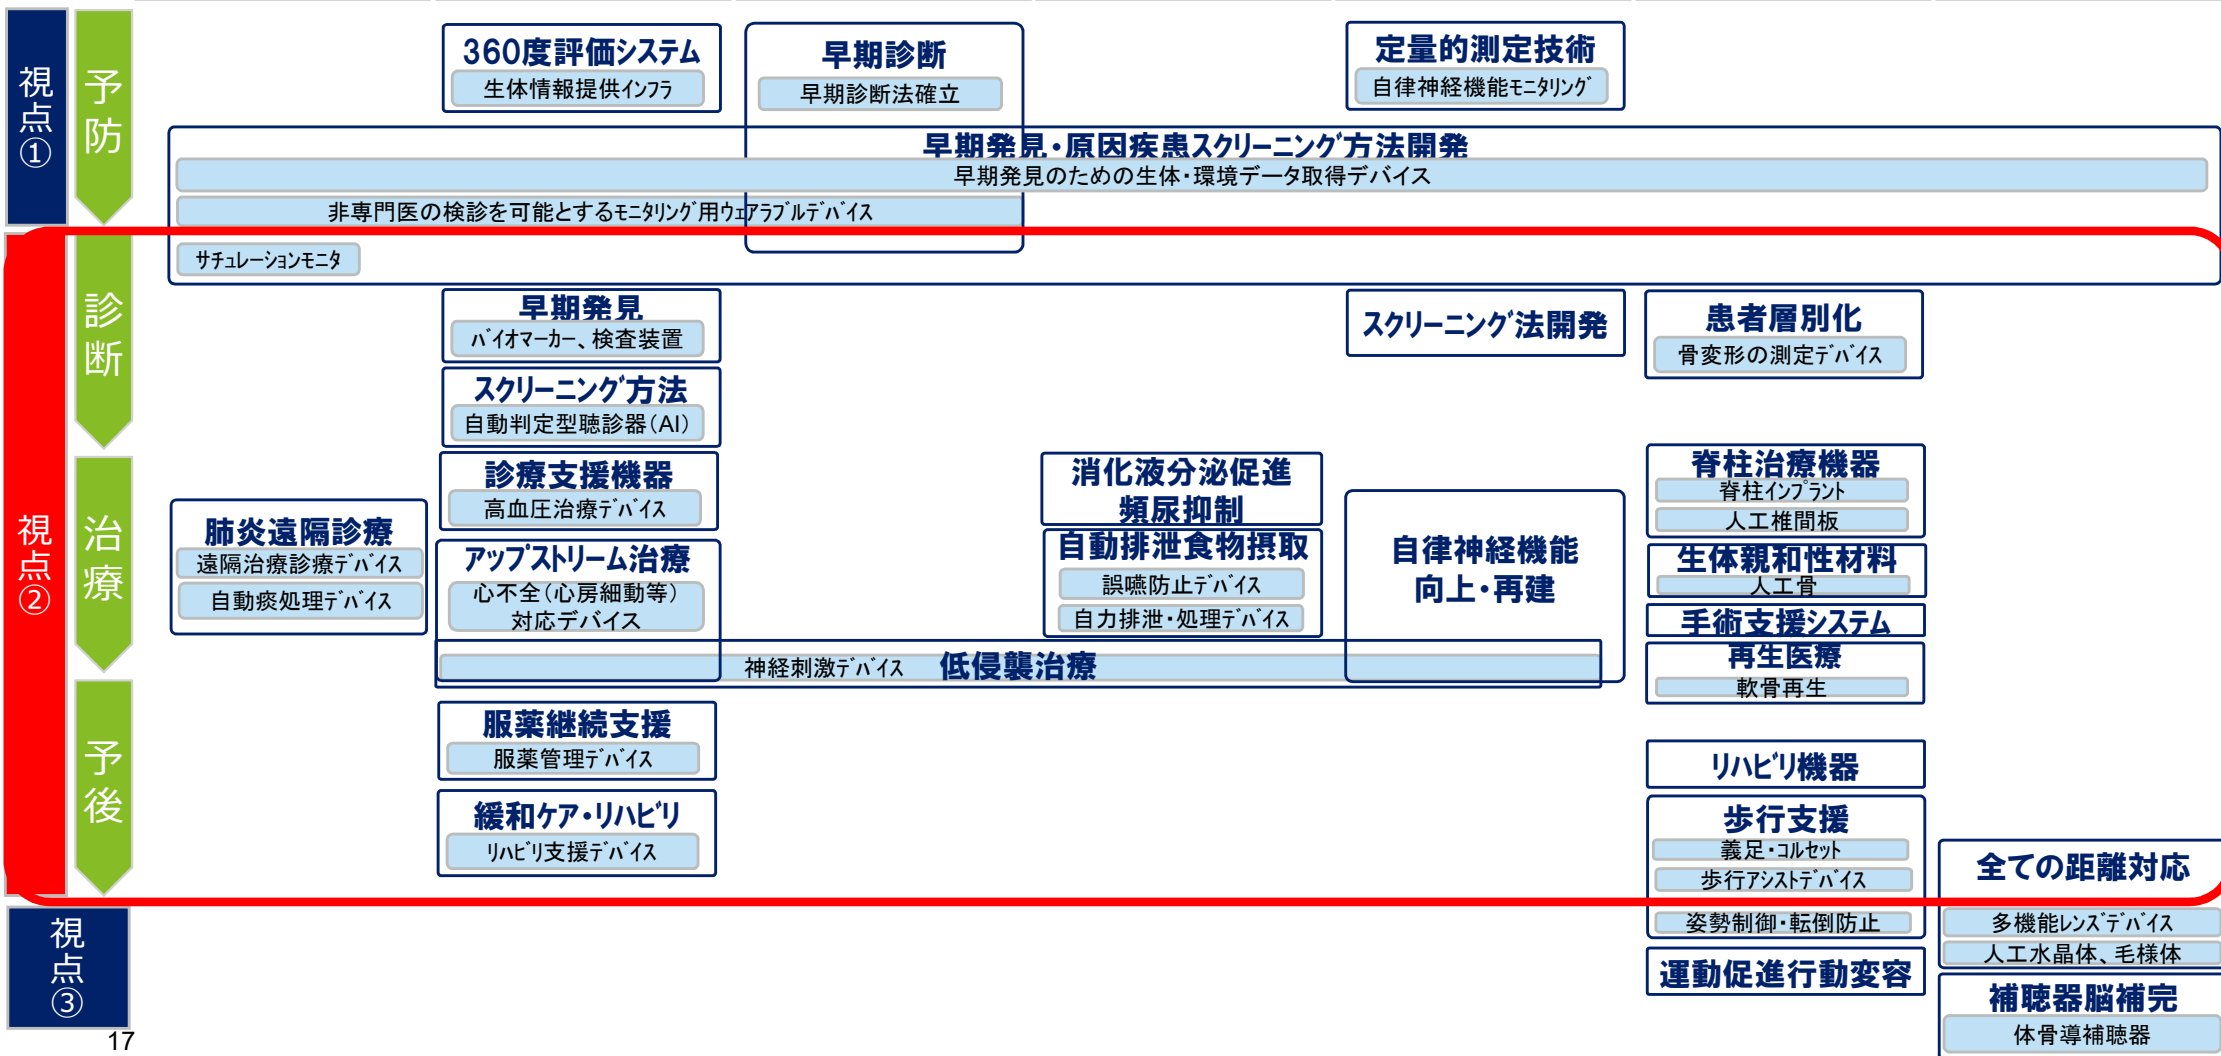 視点①
予防
360度評価システム
生体情報提供インフラ
早期診断
早期診断法確立
定量的測定技術
自律神経機能モニタリング
早期発見・原因疾患スクリーニング方法開発
早期発見のための生体・環境データ取得デバイス
非専門医の検診を可能とするモニタリング用ウェアラブルデバイス
サチュレーションモニタ
視点②
診断
早期発見
バイオマーカー、検査装置
スクリーニング方法
自動判定型聴診器(AI)
スクリーニング法開発
患者層別化
骨変形の測定デバイス
治療
肺炎遠隔診療
遠隔治療診療デバイス
自動痰処理デバイス
診療支援機器
高血圧治療デバイス
アップストリーム治療
心不全(心房細動等)
対応デバイス
消化液分泌促進
頻尿抑制
自動排泄食物摂取
誤嚥防止デバイス
自力排泄・処理デバイス
自律神経機能
向上・再建
神経刺激デバイス
低侵襲治療
脊柱治療機器
脊柱インプラント
人工椎間板
生体親和性材料
人工骨
手術支援システム
再生医療
軟骨再生
予後
服薬継続支援
服薬管理デバイス
緩和ケア・リハビリ
リハビリ支援デバイス
リハビリ機器
歩行支援
義足・コルセット
歩行アシストデバイス
姿勢制御・転倒防止
全ての距離対応
多機能レンズデバイス
人工水晶体、毛様体
視点③
運動促進行動変容
補聴器脳補完
体骨導補聴器
17